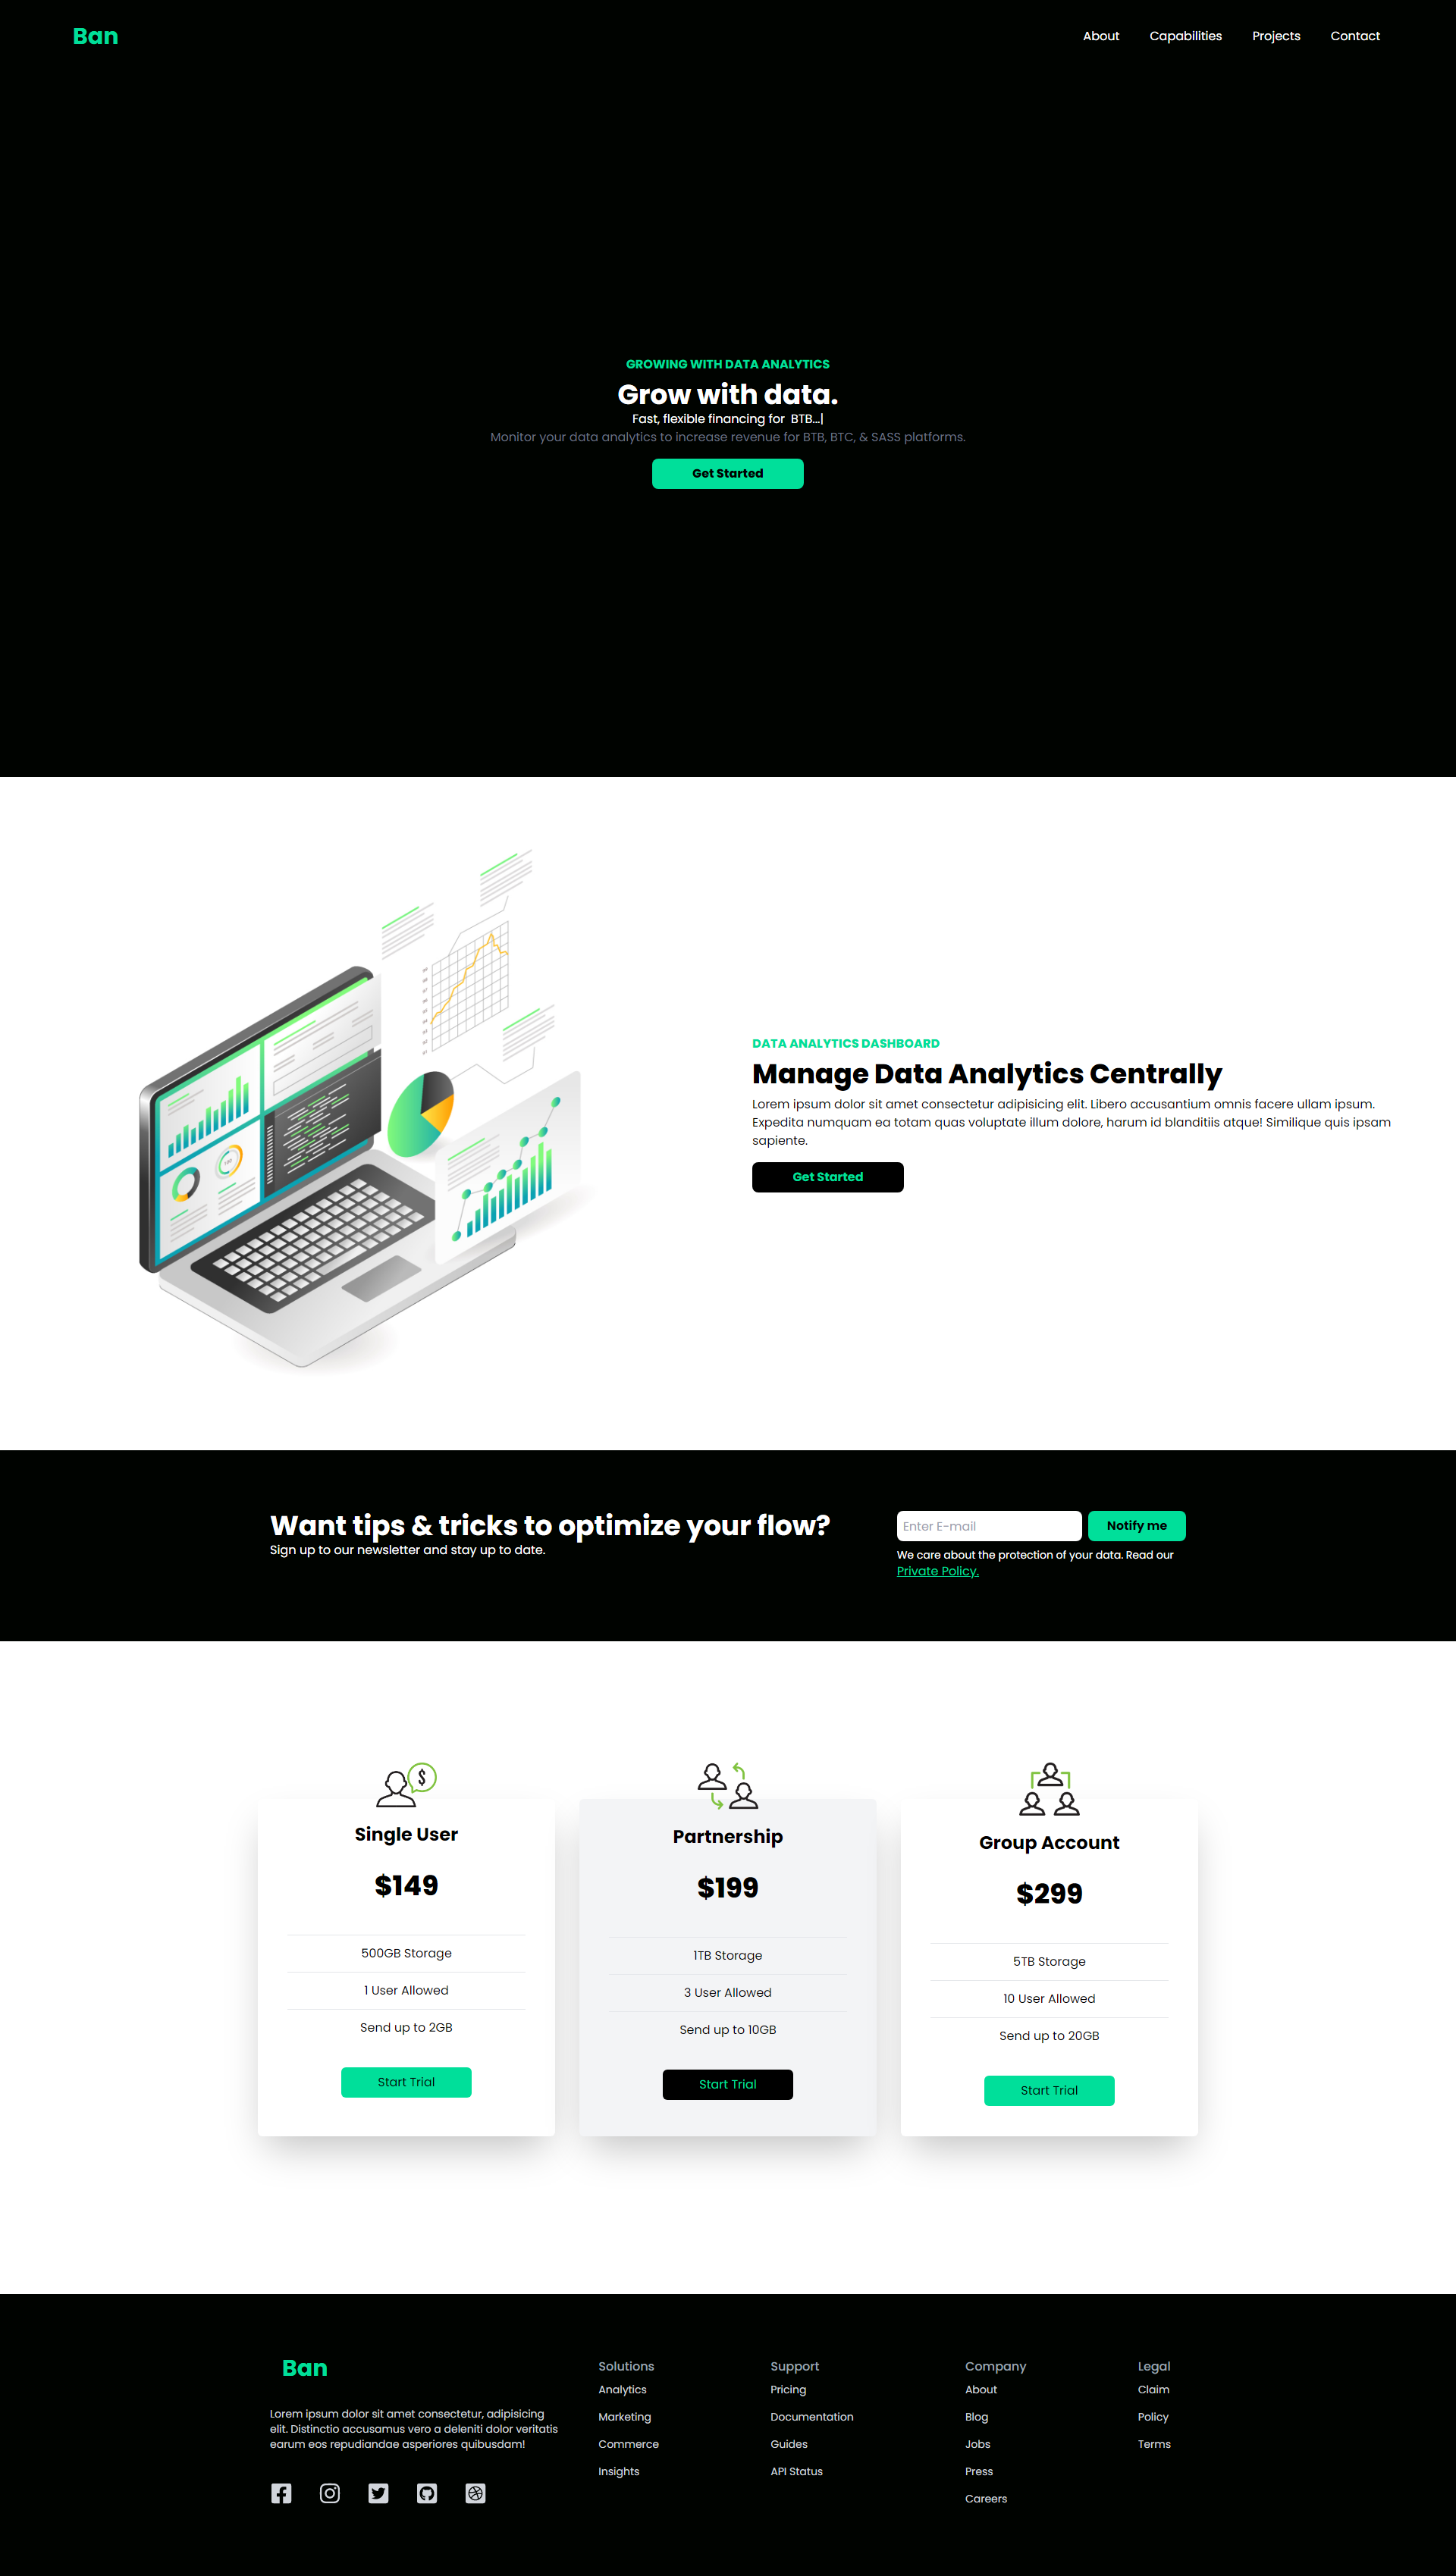 Ban
About
Capabilities
Projects
Contact
GROWING WITH DATA ANALYTICS
Grow with data.
Fast, flexible financing for BTB...|
Monitor your data analytics to increase revenue for BTB, BTC, & SASS platforms.
Get Started
DATA ANALYTICS DASHBOARD
Manage Data Analytics Centrally
Lorem ipsum dolor sit amet consectetur adipisicing elit. Libero accusantium omnis facere ullam ipsum.
Expedita numquam ea totam quas voluptate illum dolore, harum id blanditiis atque! Similique quis ipsam
sapiente.
Get Started
Want tips & tricks to optimize your flow?
Sign up to our newsletter and stay up to date.
Enter E-mail
Notify me
We care about the protection of your data. Read our
Private Policy.
Single User
$149
500GB Storage
1 User Allowed
Send up to 2GB
Start Trial
Partnership
$199
1TB Storage
3 User Allowed
Send up to 10GB
Start Trial
Group Account
$299
5TB Storage
10 User Allowed
Send up to 20GB
Start Trial
Ban
Lorem ipsum dolor sit amet consectetur, adipisicing
elit. Distinctio accusamus vero a deleniti dolor veritatis
earum eos repudiandae asperiores quibusdam!
Solutions
Analytics
Marketing
Commerce
Insights
Support
Pricing
Documentation
Guides
API Status
Company
About
Blog
Jobs
Press
Careers
Legal
Claim
Policy
Terms